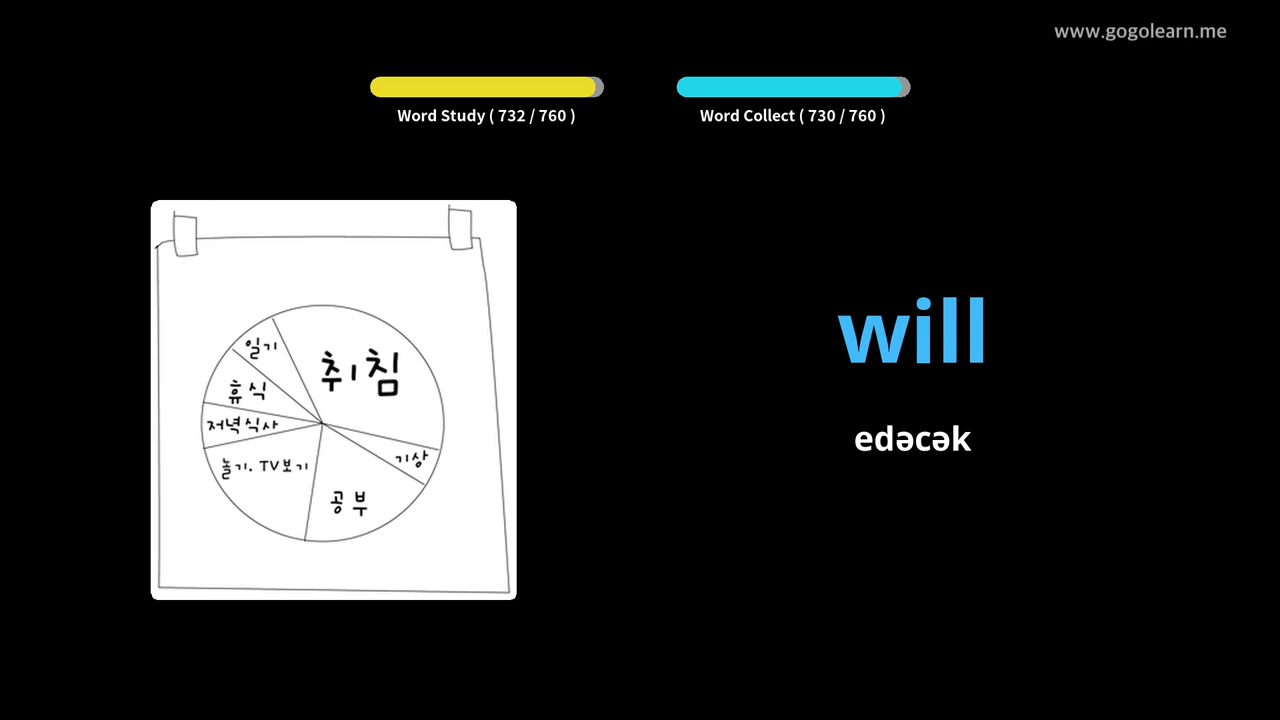 www.gogolearn.me
Word Study ( 732 / 760 )
Word Collect ( 730 / 760 )
일기
취침
휴식
저녁식사
놀기. TV보기
기상
공부
will
edəcək